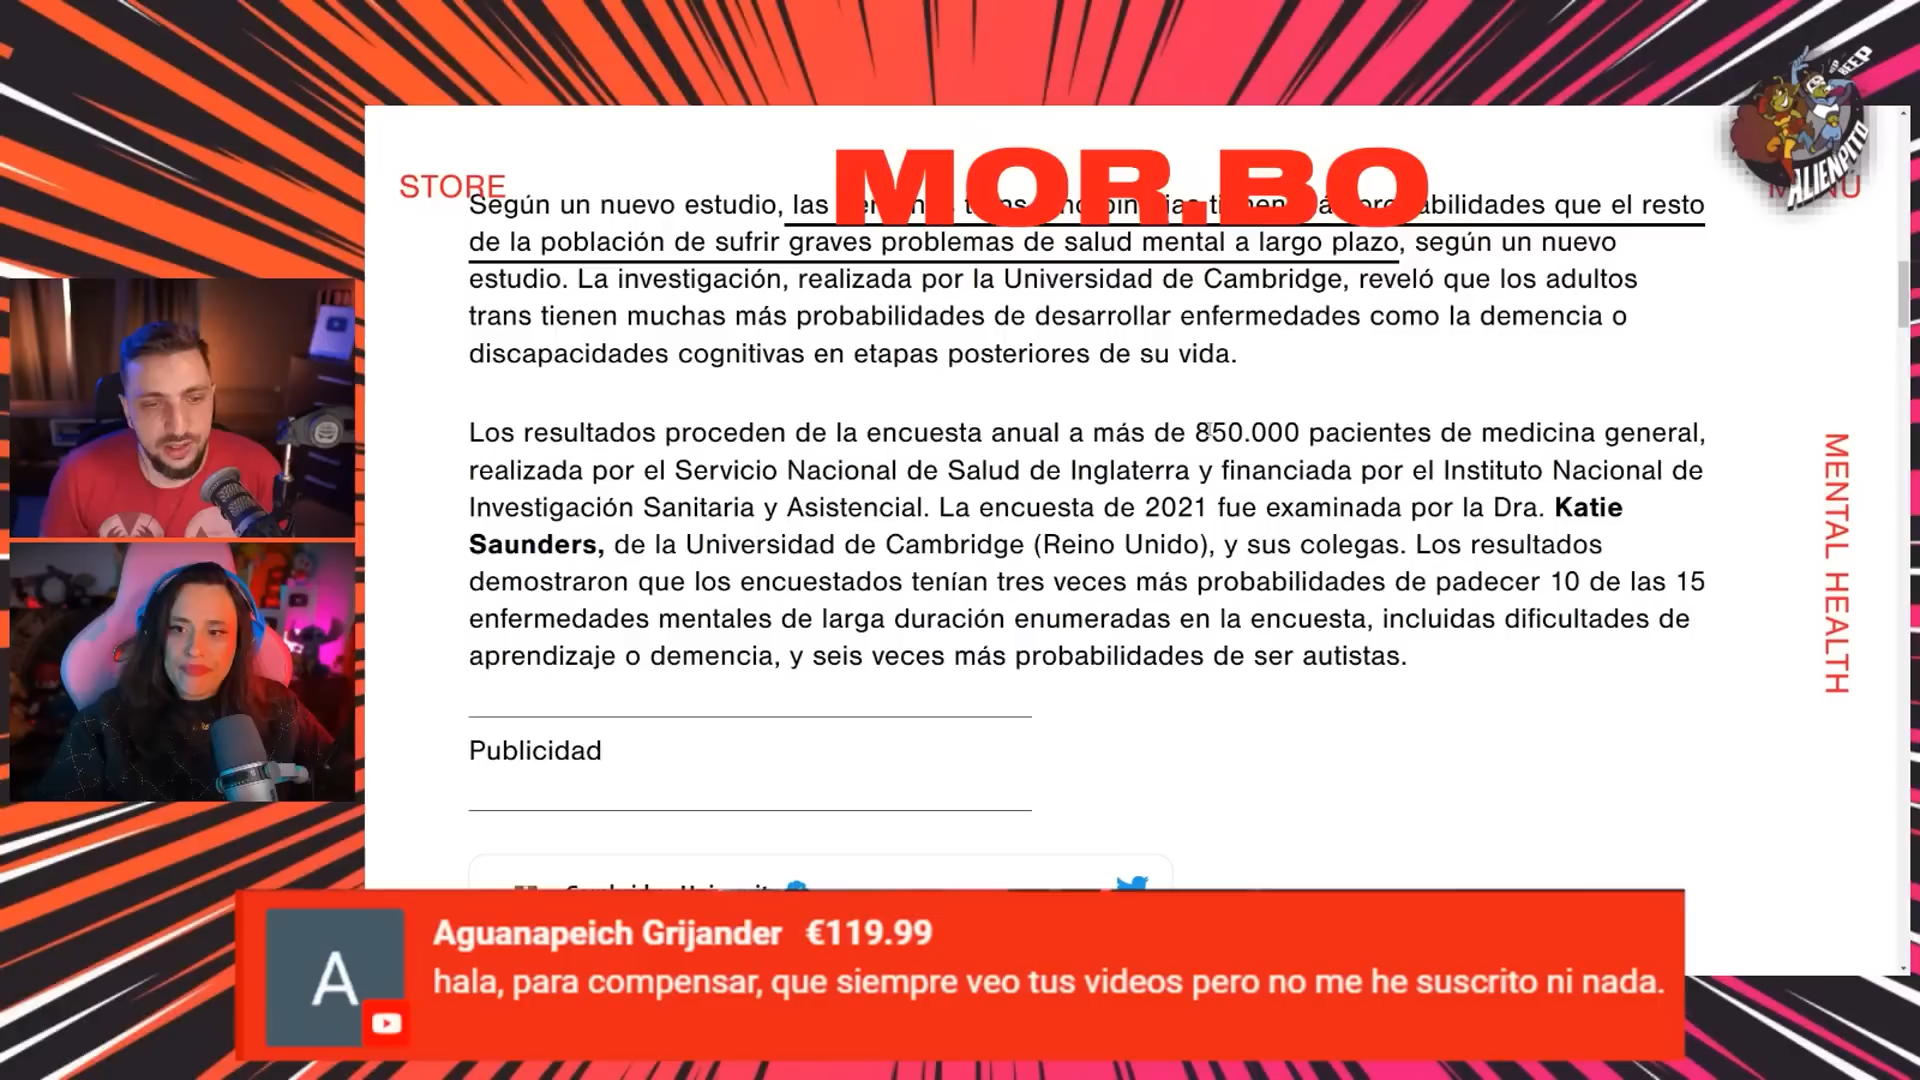 BEEP BEEP
ALIENPITO
STORE
MOR.BO
Según un nuevo estudio, las que el resto
de la población de sufrir graves problemas de salud mental a largo plazo, según un nuevo
estudio. La investigación, realizada por la Universidad de Cambridge, reveló que los adultos
trans tienen muchas más probabilidades de desarrollar enfermedades como la demencia o
discapacidades cognitivas en etapas posteriores de su vida.
Los resultados proceden de la encuesta anual a más de 850.000 pacientes de medicina general,
realizada por el Servicio Nacional de Salud de Inglaterra y financiada por el Instituto Nacional de
Investigación Sanitaria y Asistencial. La encuesta de 2021 fue examinada por la Dra. Katie
Saunders, de la Universidad de Cambridge (Reino Unido), y sus colegas. Los resultados
demostraron que los encuestados tenían tres veces más probabilidades de padecer 10 de las 15
enfermedades mentales de larga duración enumeradas en la encuesta, incluidas dificultades de
aprendizaje o demencia, y seis veces más probabilidades de ser autistas.
MENTAL HEALTH
Publicidad
A
Aguanapeich Grijander €119.99
hala, para compensar, que siempre veo tus videos pero no me he suscrito ni nada.